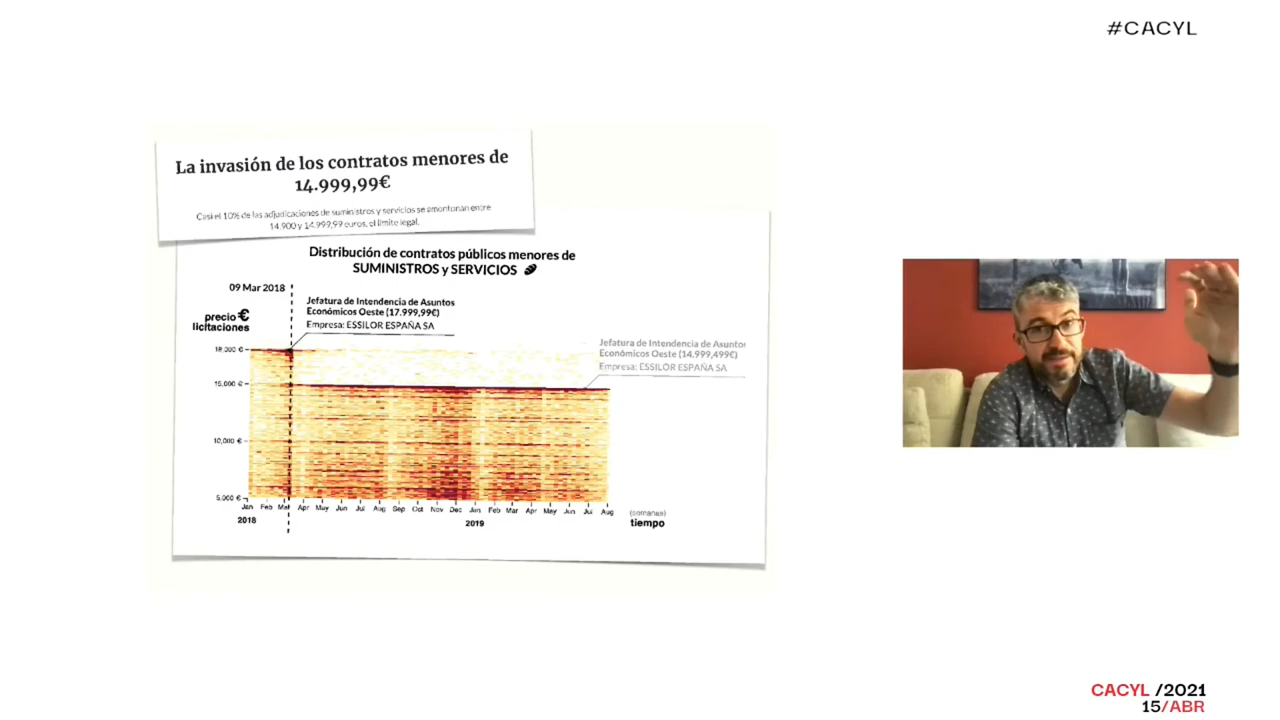 #CACYL
La invasión de los contratos menores de
14.999,99€
Casi el 10% de las adjudicaciones de suministros y servicios se amontonan entre
14.900 y 14.999,99 euros, el límite legal.
Distribución de contratos públicos menores de
SUMINISTROS y SERVICIOS
09 Mar 2018
Jefatura de Intendencia de Asuntos
Económicos Oeste (17.999,99€)
Empresa: ESSILOR ESPAÑA SA
precio €
licitaciones
Jefatura de Intendencia de Asuntos
Económicos Oeste (14.999,499€)
Empresa: ESSILOR ESPAÑA SA
18,000 €
15,000 €
10,000 €
5,000 €
Jan Feb Mar Apr May Jun Jul Aug Sep Oct Nov Dec Jan Feb Mar Apr May Jun Jul Aug
2018
2019
(semanas)
tiempo
CACYL /2021
15/ABR